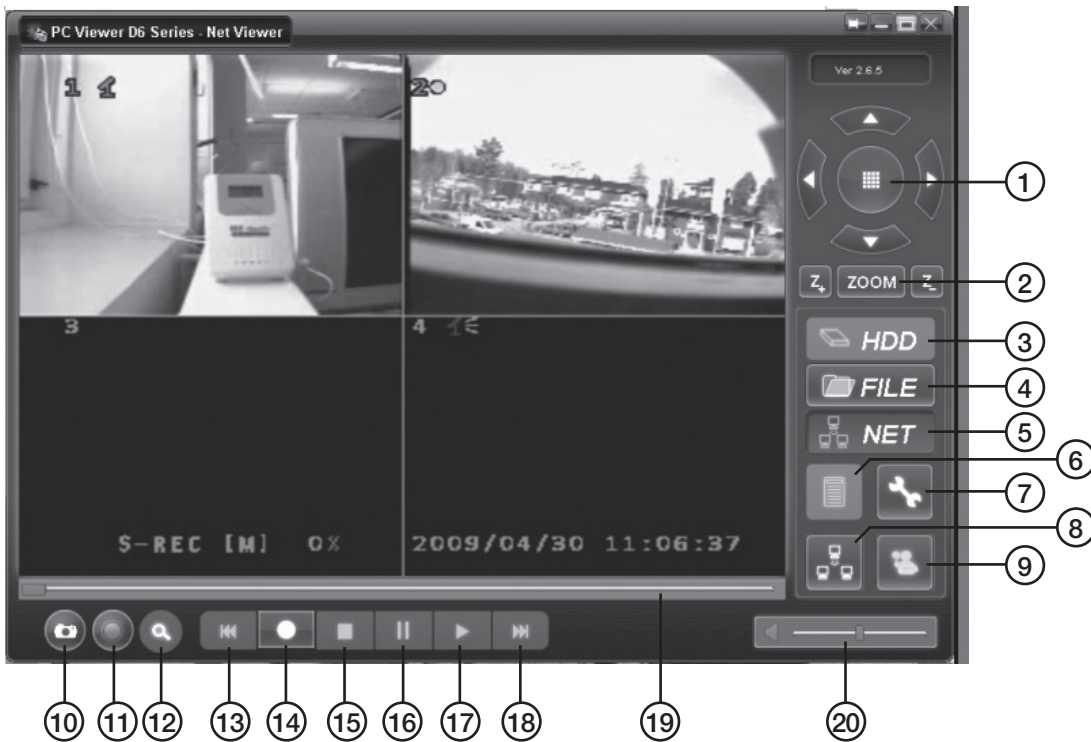 PC Viewer D6 Series - Net Viewer
Ver 2.6.5
1
2
3
4
S-REC [M] 0%
2009/04/30 11:06:37
Z+ ZOOM Z-
HDD
FILE
NET
1
2
3
4
5
6
7
8
9
10 11 12 13 14 15 16 17 18 19 20